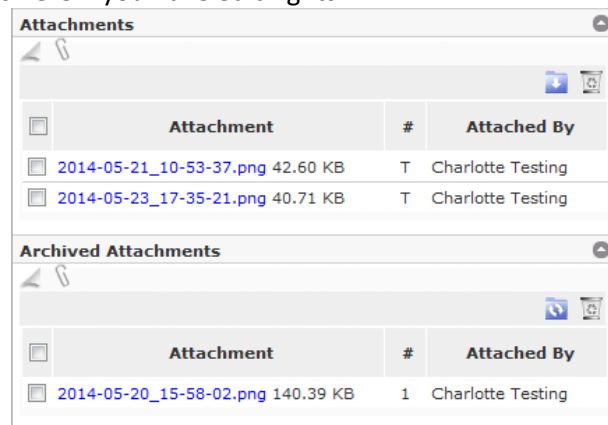 Attachments
Attachment # Attached By
2014-05-21_10-53-37.png 42.60 KB T Charlotte Testing
2014-05-23_17-35-21.png 40.71 KB T Charlotte Testing
Archived Attachments
Attachment # Attached By
2014-05-20_15-58-02.png 140.39 KB 1 Charlotte Testing